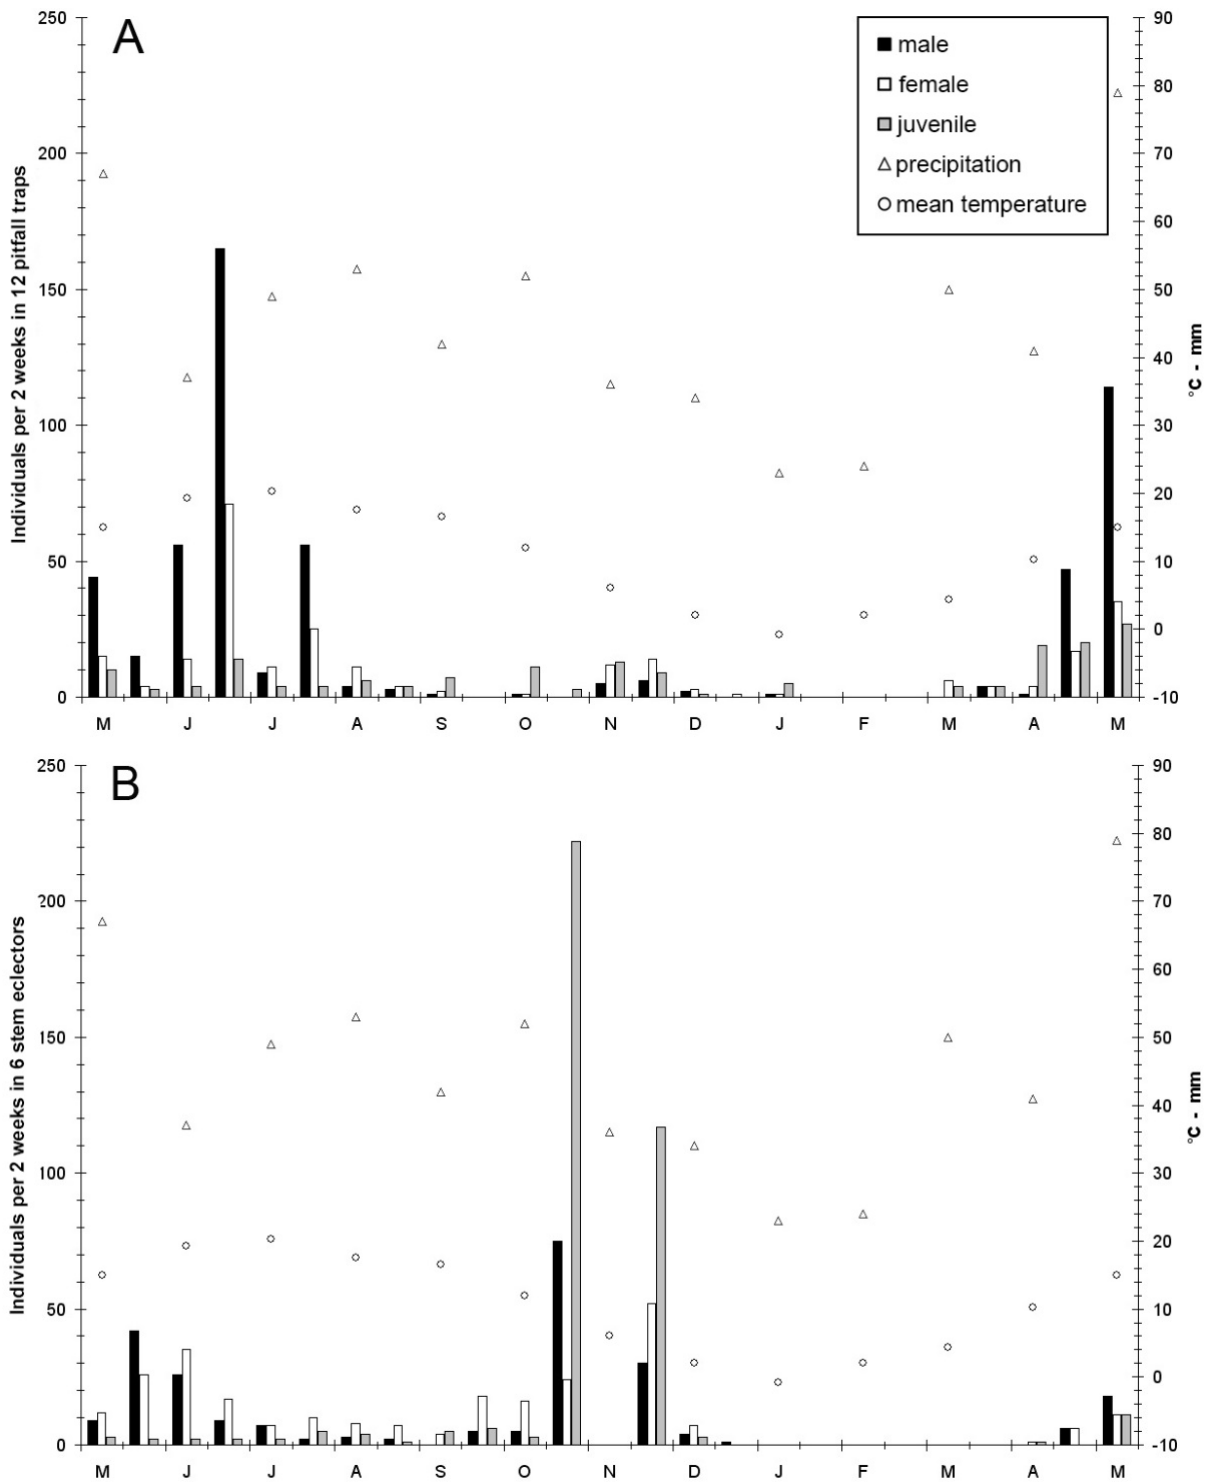 A
male
female
juvenile
precipitation
mean temperature
Individuals per 2 weeks in 12 pitfall traps
250
200
150
100
50
0
90
80
70
60
50
40
30
20
10
0
-10
°C - mm
M J J A S O N D J F M A M
B
Individuals per 2 weeks in 6 stem eclectors
250
200
150
100
50
0
90
80
70
60
50
40
30
20
10
0
-10
°C - mm
M J J A S O N D J F M A M